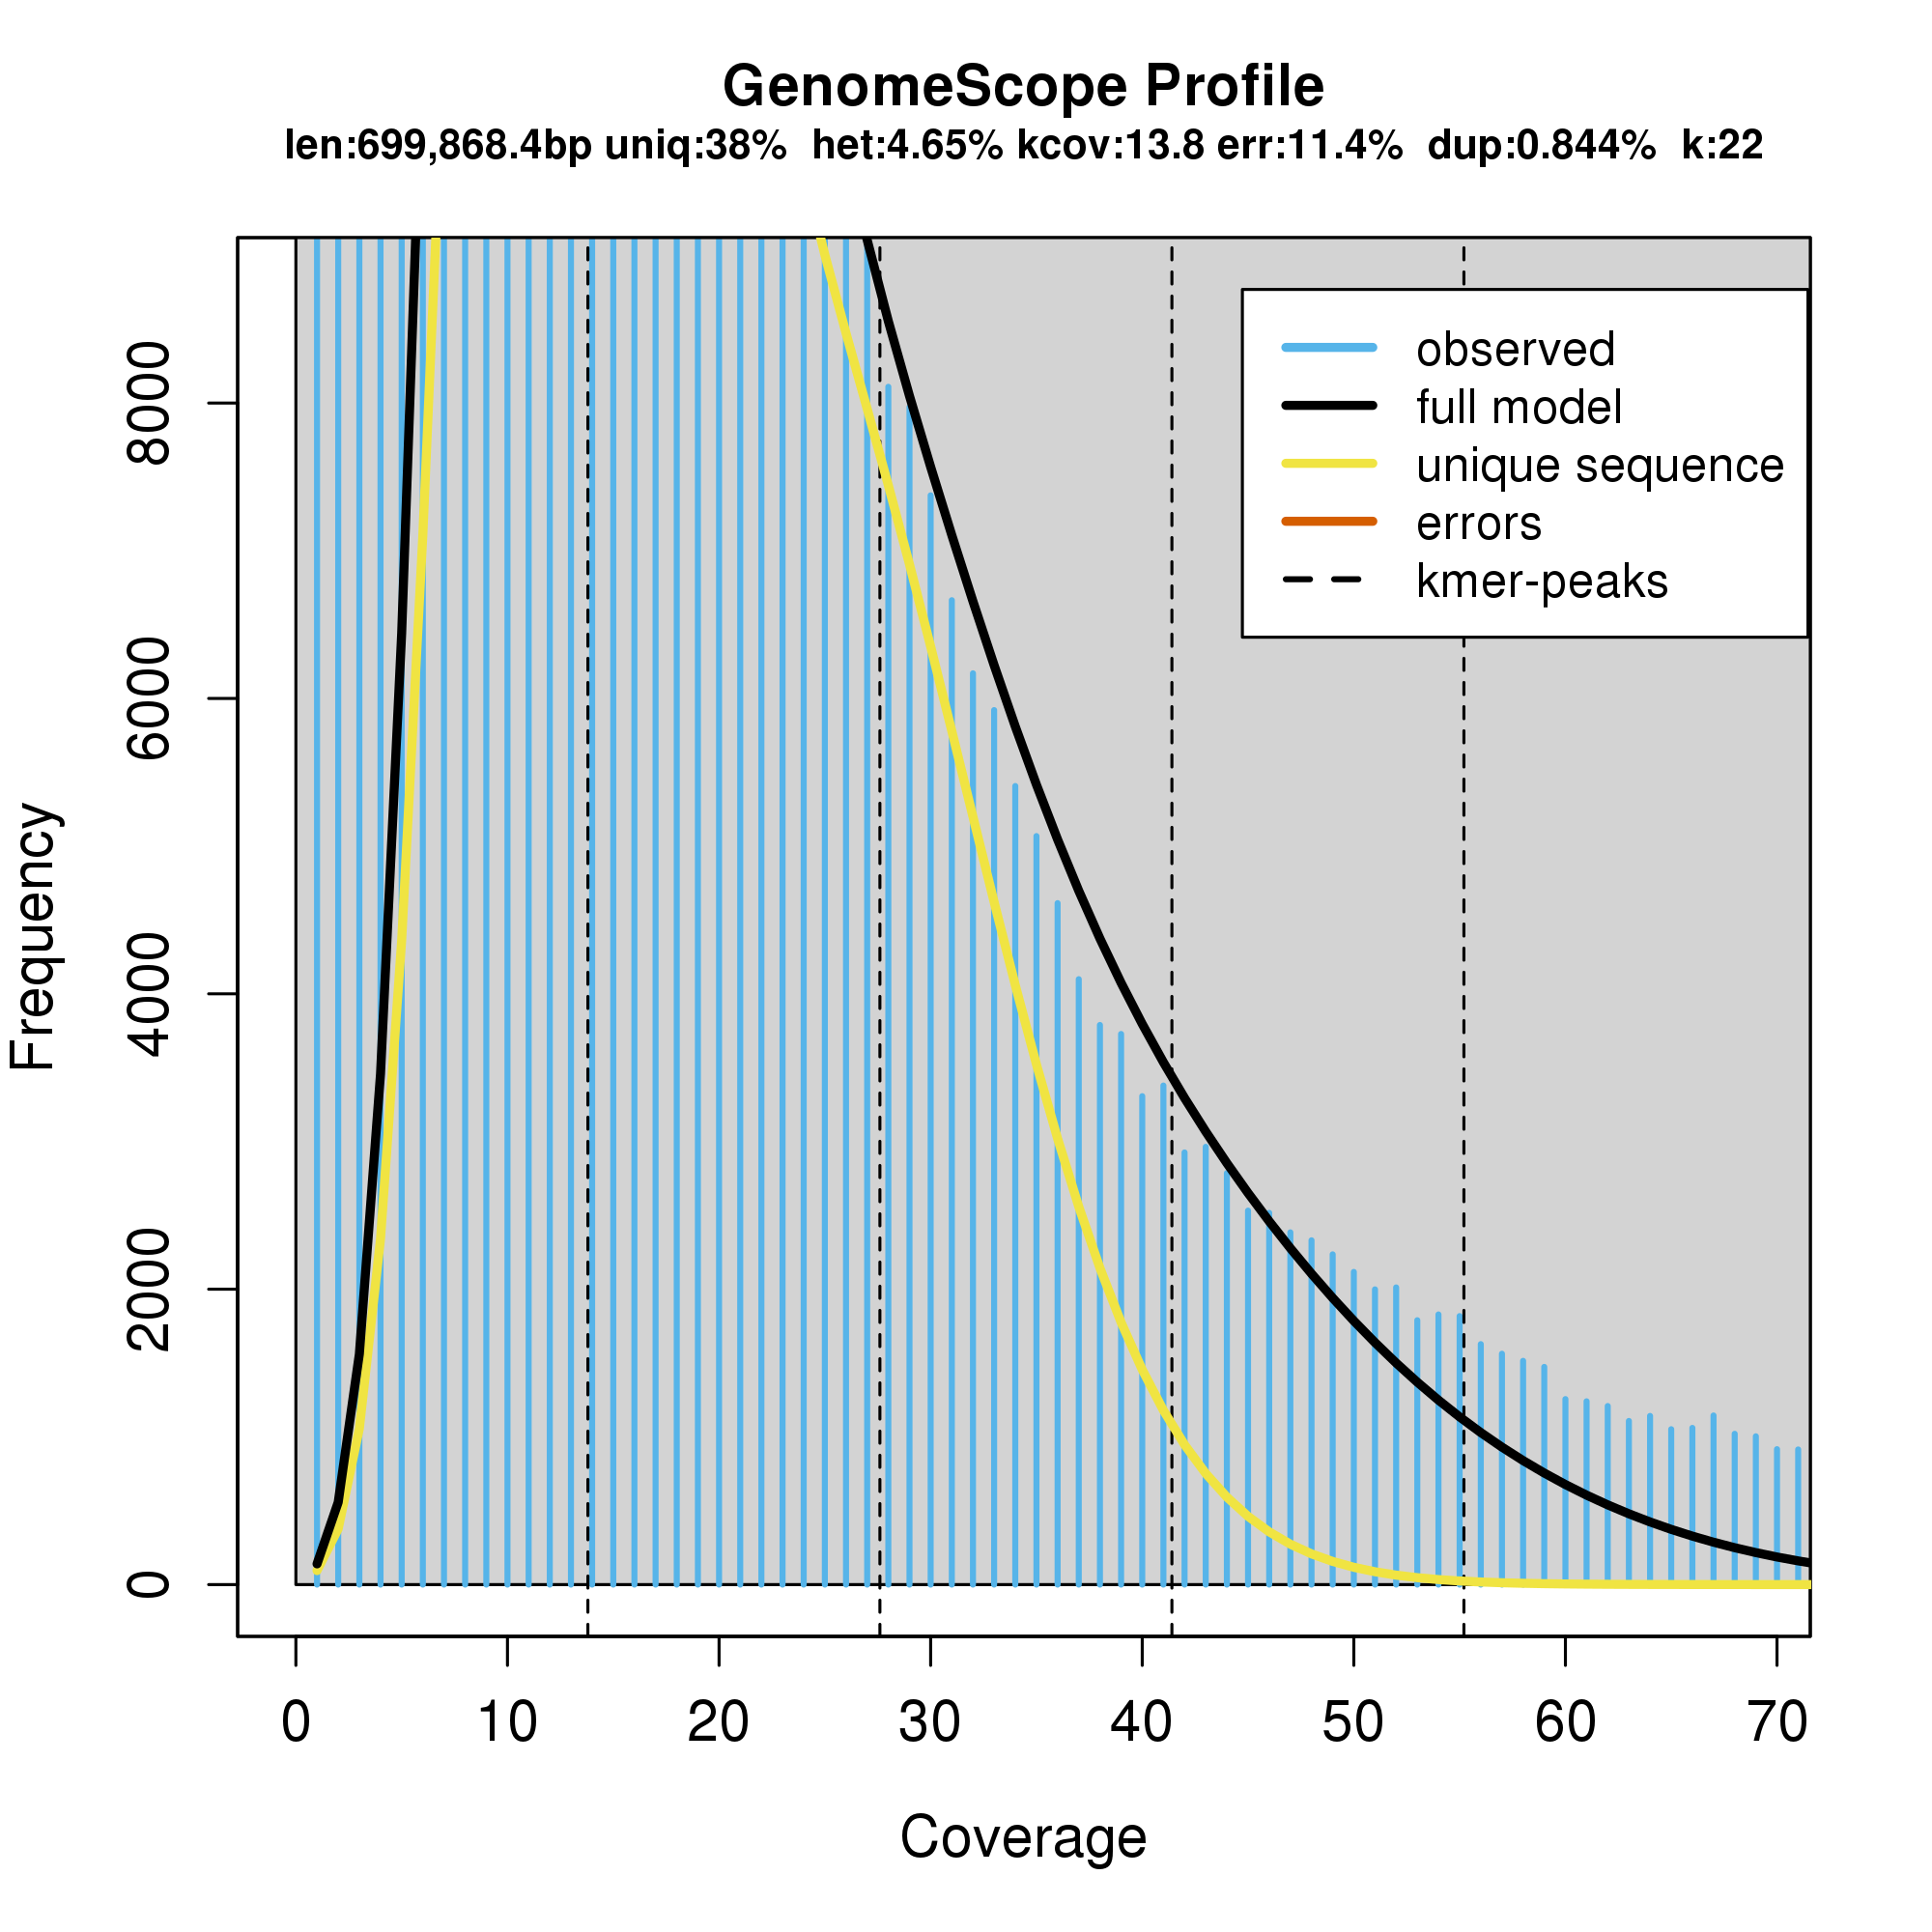 GenomeScope Profile
len:699,868.4bp uniq:38% het:4.65% kcov:13.8 err:11.4% dup:0.844% k:22
observed
full model
unique sequence
errors
kmer-peaks
Frequency
8000
6000
4000
2000
0
0 10 20 30 40 50 60 70
Coverage